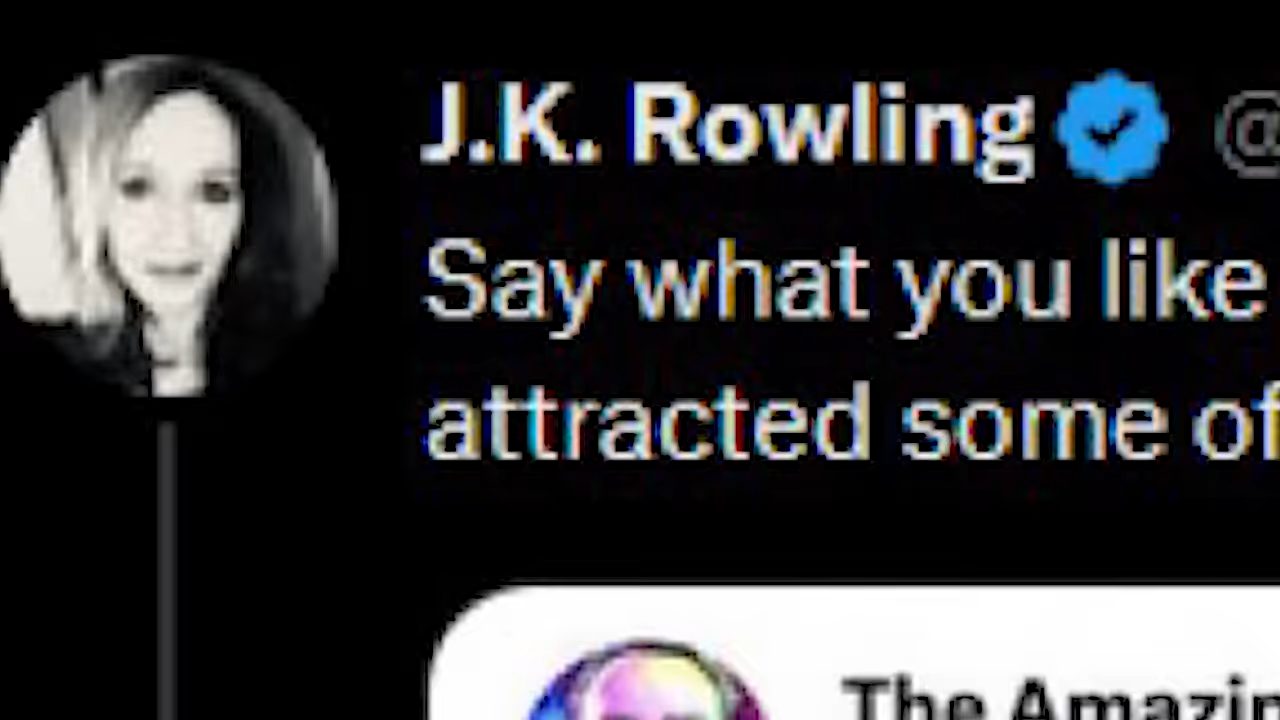 J.K. Rowling @
Say what you like
attracted some of
The Amazin